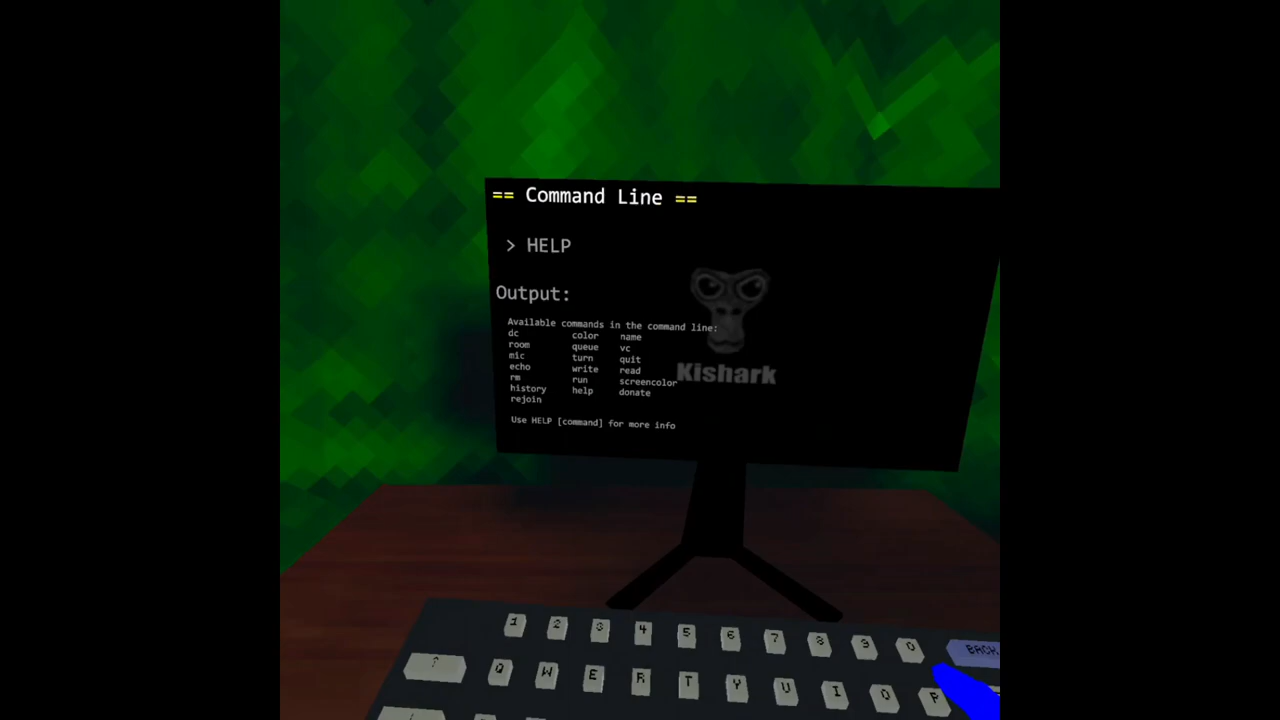 == Command Line ==
> HELP
Output:
Available commands in the command line:
dc color name
room queue vc
mic turn quit
echo write read
rm run screencolor
history help donate
rejoin
Use HELP [command] for more info
Kishark
1 2 3 4 5 6 7 8 9 0 BACK
Q W E R T Y U I O P